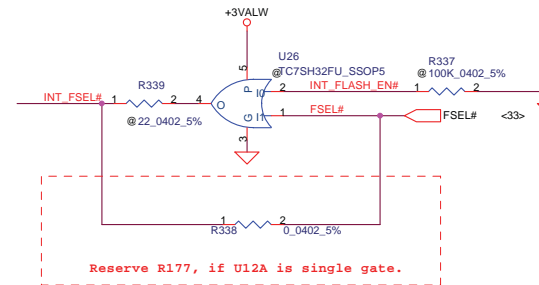 +3VALW
U26
@TC7SH32FU_SSOP5
R337
@100K_0402_5%
5
P
R339
INT_FSEL#
1
2
4
O
I0
2
INT_FLASH_EN#
1
2
@22_0402_5%
G
I1
1
FSEL#
FSEL#
<33>
3
1
2
R338
0_0402_5%
Reserve R177, if U12A is single gate.